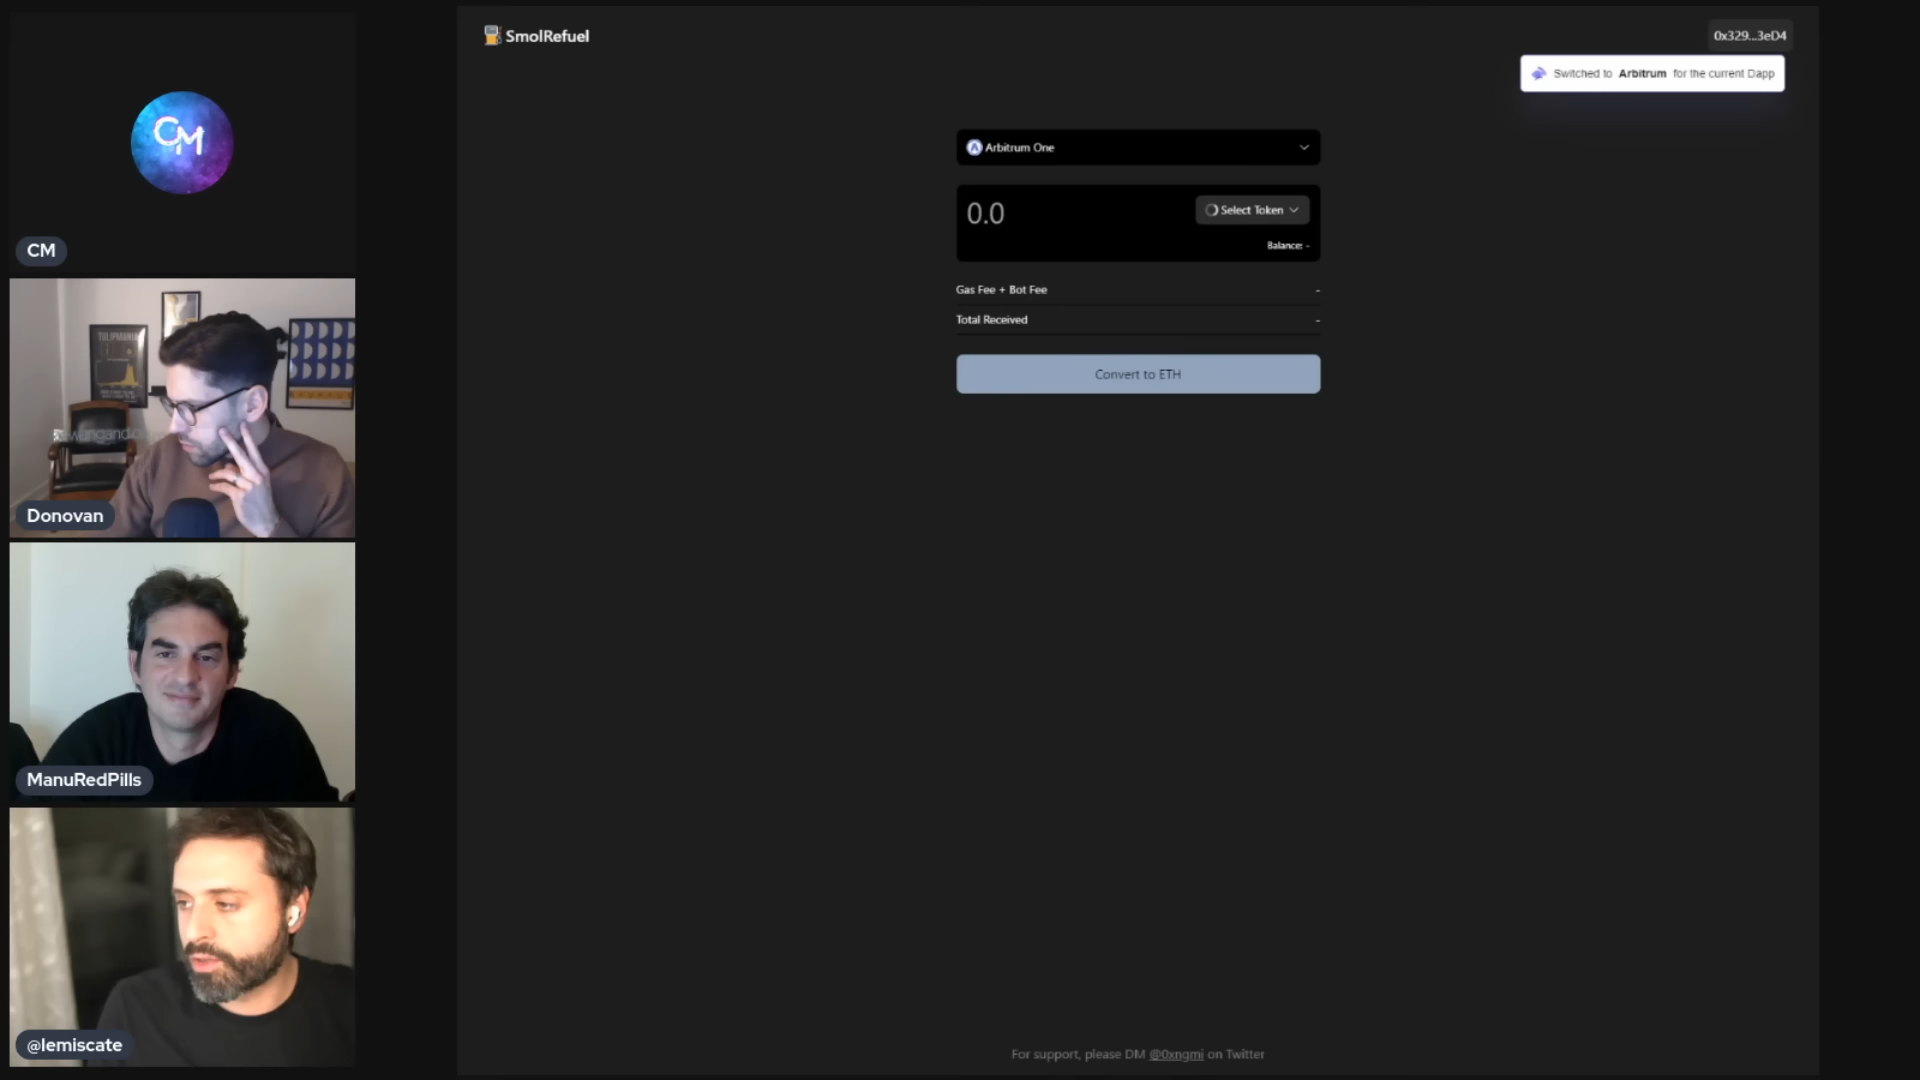 CM
CM
TULIPMANIA
Donovan
ManuRedPills
@lemiscate
SmolRefuel
0x329...3eD4
Switched to Arbitrum for the current Dapp
Arbitrum One
0.0
Select Token
Balance: -
Gas Fee + Bot Fee -
Total Received -
Convert to ETH
For support, please DM @0xngmi on Twitter